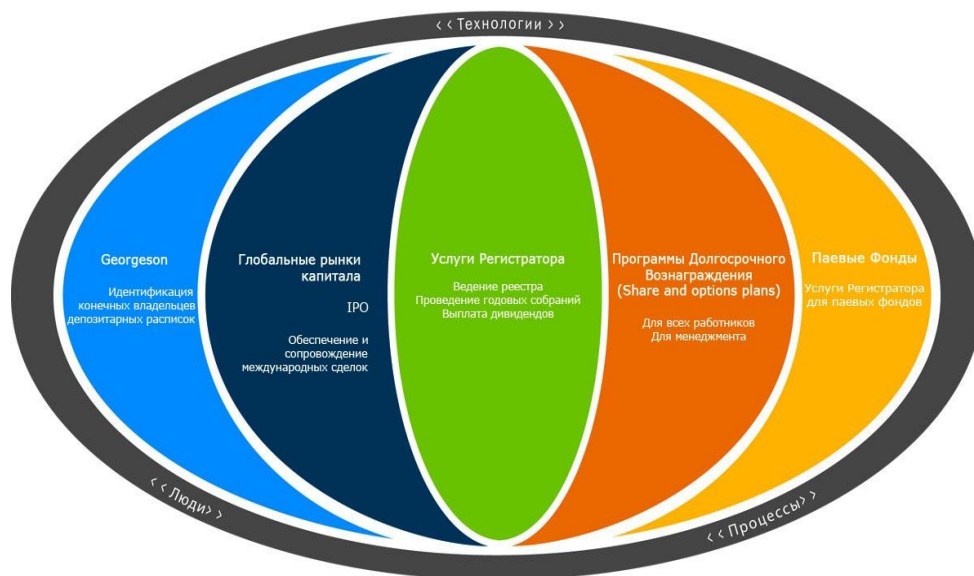 < < Технологии > >
Georgeson
Идентификация
конечных владельцев
депозитарных расписок
Глобальные рынки
капитала
IPO
Обеспечение и
сопровождение
международных сделок
Услуги Регистратора
Ведение реестра
Проведение годовых собраний
Выплата дивидендов
Программы Долгосрочного
Вознаграждения
(Share and options plans)
Для всех работников
Для менеджмента
Паевые Фонды
Услуги Регистратора
для паевых фондов
< < Люди> >
< < Процессы> >